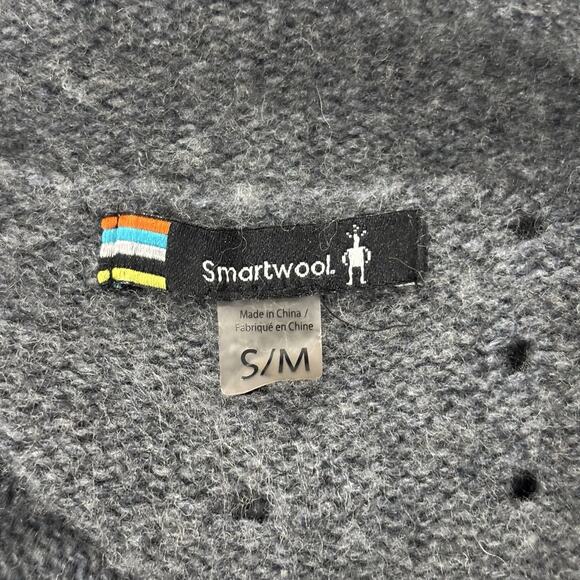 Smartwool.
Made in China /
Fabriqué en Chine
S/M